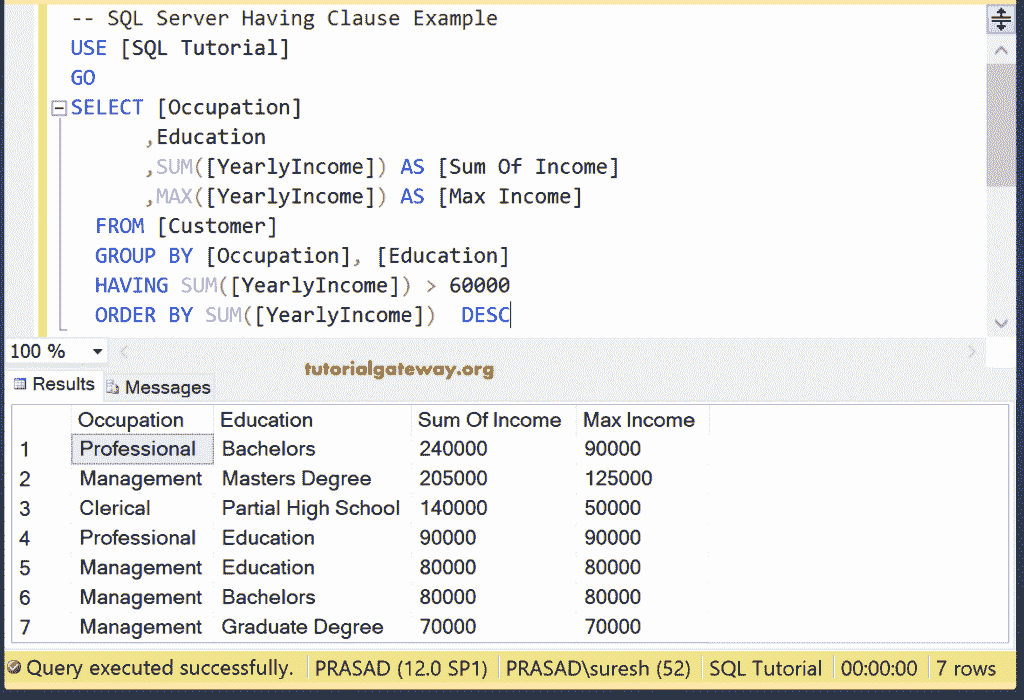 -- SQL Server Having Clause Example
USE [SQL Tutorial]
GO
SELECT [Occupation]
,Education
,SUM([YearlyIncome]) AS [Sum Of Income]
,MAX([YearlyIncome]) AS [Max Income]
FROM [Customer]
GROUP BY [Occupation], [Education]
HAVING SUM([YearlyIncome]) > 60000
ORDER BY SUM([YearlyIncome])  DESC
100 %
tutorialgateway.org
Results Messages
Occupation Education Sum Of Income Max Income
1 Professional Bachelors 240000 90000
2 Management Masters Degree 205000 125000
3 Clerical Partial High School 140000 50000
4 Professional Education 90000 90000
5 Management Education 80000 80000
6 Management Bachelors 80000 80000
7 Management Graduate Degree 70000 70000
Query executed successfully. PRASAD (12.0 SP1) PRASAD\suresh (52) SQL Tutorial 00:00:00 7 rows